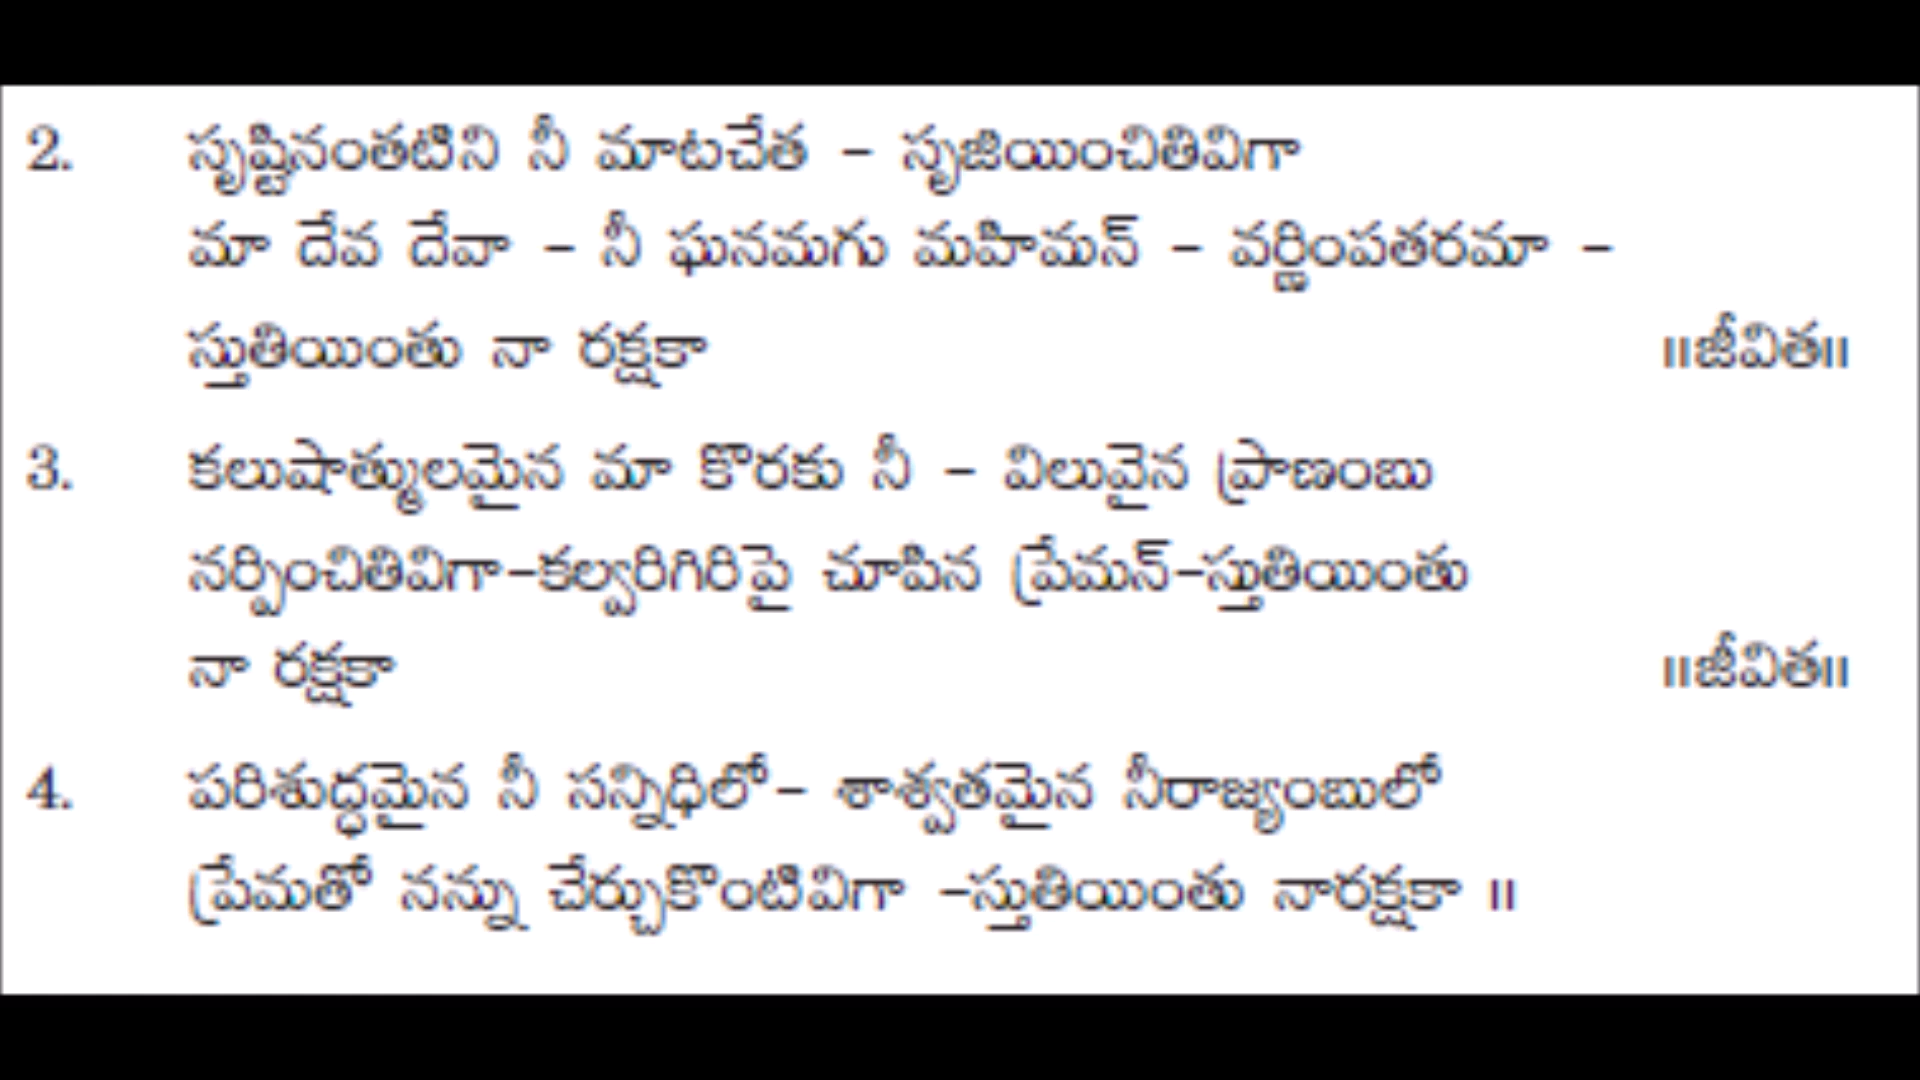 2. సృష్టినంతటిని నీ మాటచేత - సృజియించితివిగా
మా దేవ దేవా - నీ ఘనమగు మహిమన్ - వర్ణింపతరమా -
స్తుతియింతు నా రక్షకా ॥జీవిత॥
3. కలుషాత్ములమైన మా కొరకు నీ - విలువైన ప్రాణంబు
నర్పించితివిగా-కల్వరిగిరిపై చూపిన ప్రేమన్-స్తుతియింతు
నా రక్షకా ॥జీవిత॥
4. పరిశుద్ధమైన నీ సన్నిధిలో- శాశ్వతమైన నీరాజ్యంబులో
ప్రేమతో నన్ను చేర్చుకొంటివిగా -స్తుతియింతు నారక్షకా ॥